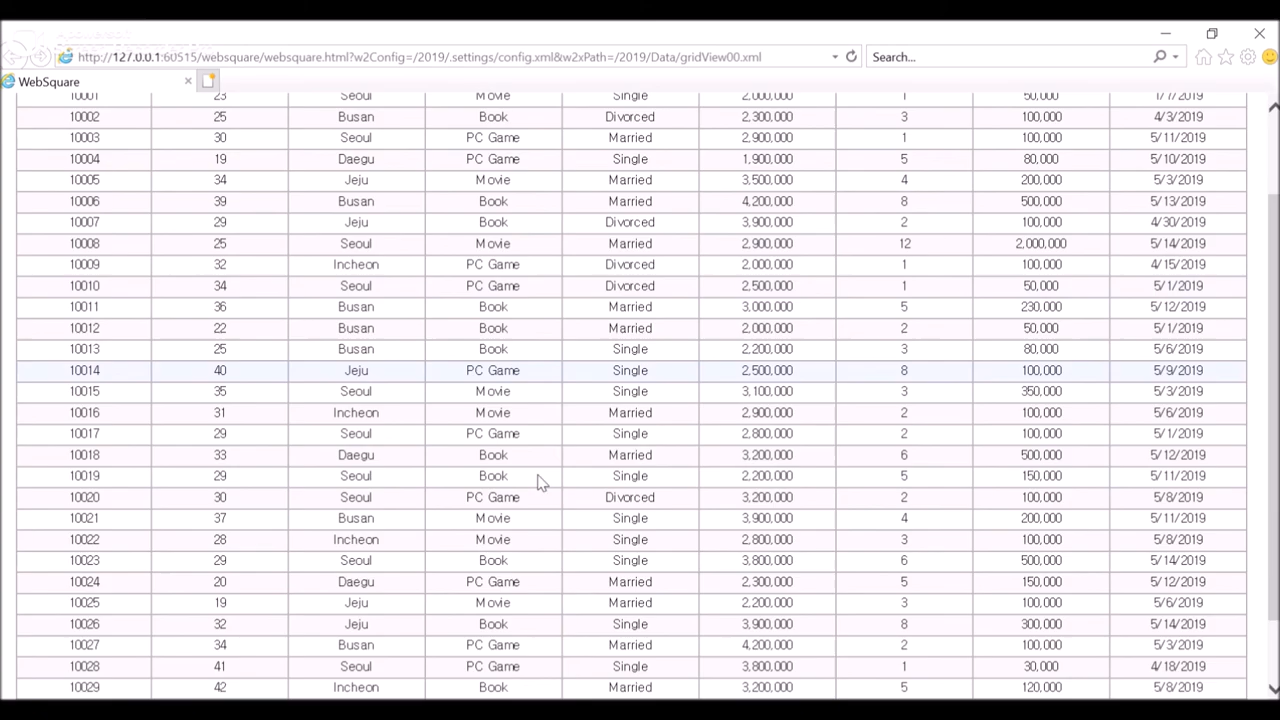 http://127.0.0.1:60515/websquare/websquare.html?w2Config=/2019/.settings/config.xml&w2xPath=/2019/Data/gridView00.xml Search...
WebSquare
10001 23 Seoul Movie Single 2,000,000 1 50,000 1/7/2019
10002 25 Busan Book Divorced 2,300,000 3 100,000 4/3/2019
10003 30 Seoul PC Game Married 2,900,000 1 100,000 5/11/2019
10004 19 Daegu PC Game Single 1,900,000 5 80,000 5/10/2019
10005 34 Jeju Movie Married 3,500,000 4 200,000 5/3/2019
10006 39 Busan Book Married 4,200,000 8 500,000 5/13/2019
10007 29 Jeju Book Divorced 3,900,000 2 100,000 4/30/2019
10008 25 Seoul Movie Married 2,900,000 12 2,000,000 5/14/2019
10009 32 Incheon PC Game Divorced 2,000,000 1 100,000 4/15/2019
10010 34 Seoul PC Game Divorced 2,500,000 1 50,000 5/1/2019
10011 36 Busan Book Married 3,000,000 5 230,000 5/12/2019
10012 22 Busan Book Married 2,000,000 2 50,000 5/1/2019
10013 25 Busan Book Single 2,200,000 3 80,000 5/6/2019
10014 40 Jeju PC Game Single 2,500,000 8 100,000 5/9/2019
10015 35 Seoul Movie Single 3,100,000 3 350,000 5/3/2019
10016 31 Incheon Movie Married 2,900,000 2 100,000 5/6/2019
10017 29 Seoul PC Game Single 2,800,000 2 100,000 5/1/2019
10018 33 Daegu Book Married 3,200,000 6 500,000 5/12/2019
10019 29 Seoul Book Single 2,200,000 5 150,000 5/11/2019
10020 30 Seoul PC Game Divorced 3,200,000 2 100,000 5/8/2019
10021 37 Busan Movie Single 3,900,000 4 200,000 5/11/2019
10022 28 Incheon Movie Single 2,800,000 3 100,000 5/8/2019
10023 29 Seoul Book Single 3,800,000 6 500,000 5/14/2019
10024 20 Daegu PC Game Married 2,300,000 5 150,000 5/12/2019
10025 19 Jeju Movie Married 2,200,000 3 100,000 5/6/2019
10026 32 Jeju Book Single 3,900,000 8 300,000 5/14/2019
10027 34 Busan PC Game Married 4,200,000 2 100,000 5/3/2019
10028 41 Seoul PC Game Single 3,800,000 1 30,000 4/18/2019
10029 42 Incheon Book Married 3,200,000 5 120,000 5/8/2019